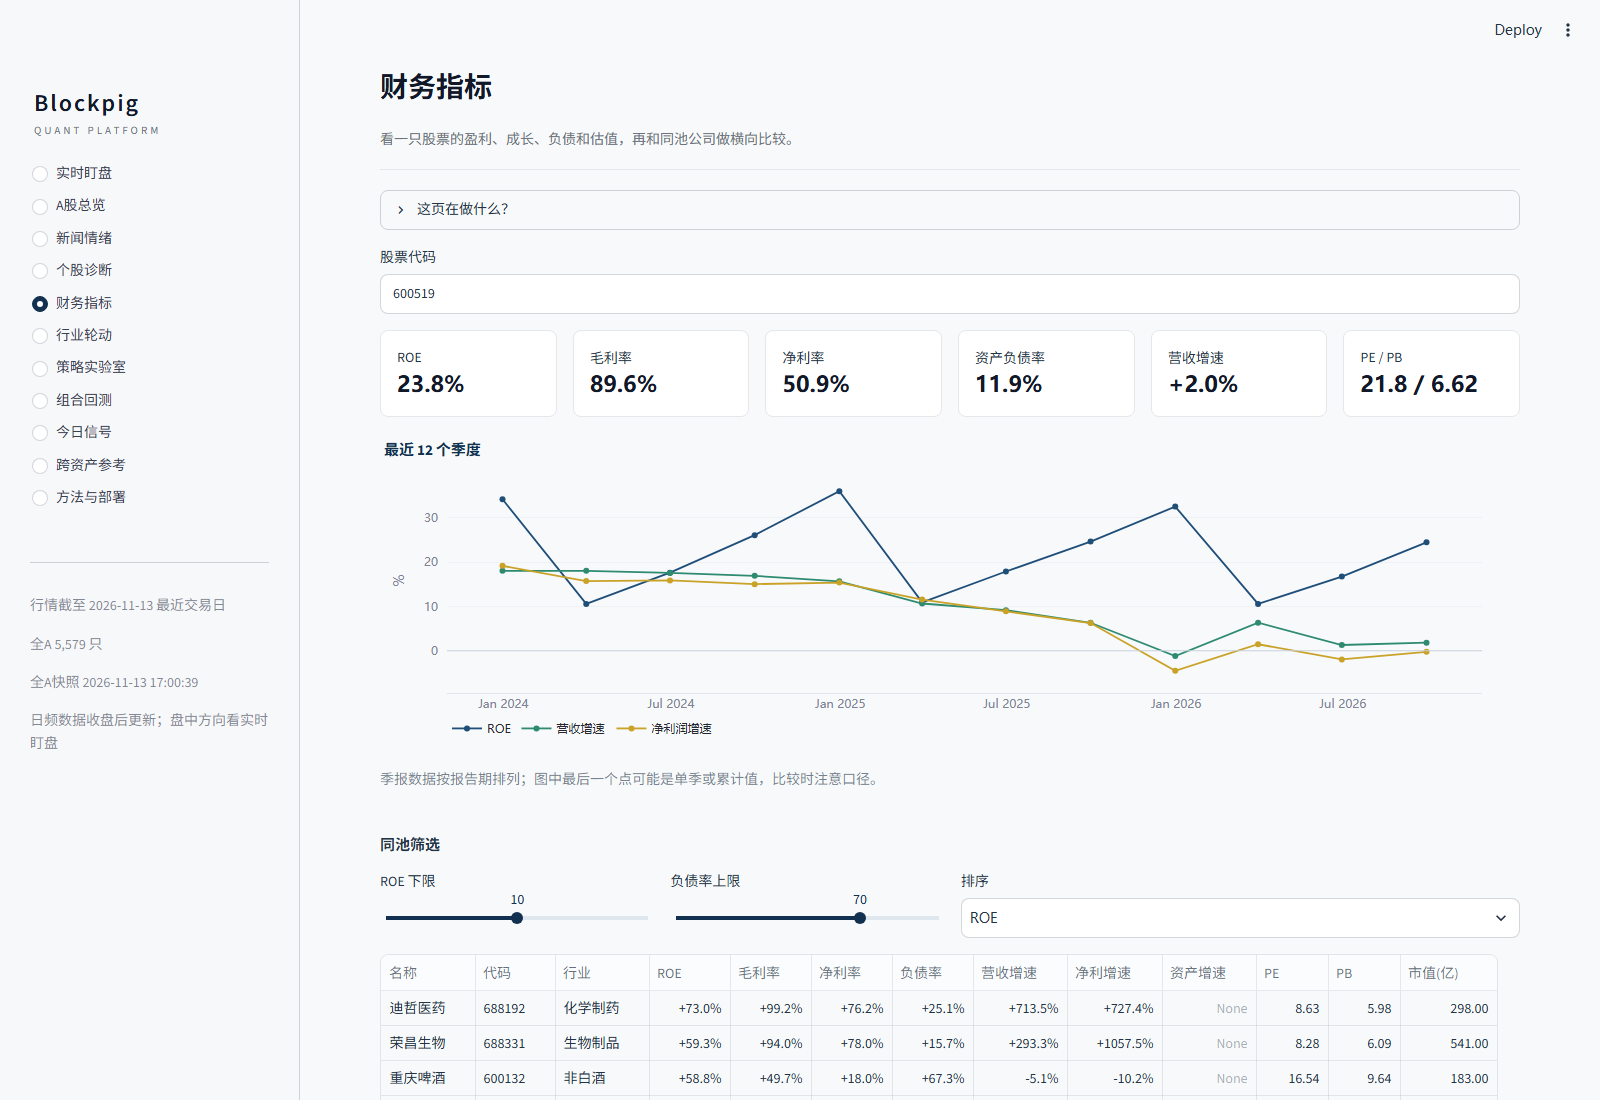 Deploy
Blockpig
QUANT PLATFORM
实时盯盘
A股总览
新闻情绪
个股诊断
财务指标
行业轮动
策略实验室
组合回测
今日信号
跨资产参考
方法与部署
行情截至 2026-11-13 最近交易日
全A 5,579 只
全A快照 2026-11-13 17:00:39
日频数据收盘后更新；盘中方向看实时
盯盘
财务指标
看一只股票的盈利、成长、负债和估值，再和同池公司做横向比较。
这页在做什么？
股票代码
600519
ROE 毛利率 净利率 资产负债率 营收增速 PE / PB
23.8% 89.6% 50.9% 11.9% +2.0% 21.8 / 6.62
最近 12 个季度
30
20
10
0
%
Jan 2024 Jul 2024 Jan 2025 Jul 2025 Jan 2026 Jul 2026
ROE 营收增速 净利润增速
季报数据按报告期排列；图中最后一个点可能是单季或累计值，比较时注意口径。
同池筛选
ROE 下限 负债率上限 排序
10 70
ROE
名称 代码 行业 ROE 毛利率 净利率 负债率 营收增速 净利增速 资产增速 PE PB 市值(亿)
迪哲医药 688192 化学制药 +73.0% +99.2% +76.2% +25.1% +713.5% +727.4% None 8.63 5.98 298.00
荣昌生物 688331 生物制品 +59.3% +94.0% +78.0% +15.7% +293.3% +1057.5% None 8.28 6.09 541.00
重庆啤酒 600132 非白酒 +58.8% +49.7% +18.0% +67.3% -5.1% -10.2% None 16.54 9.64 183.00